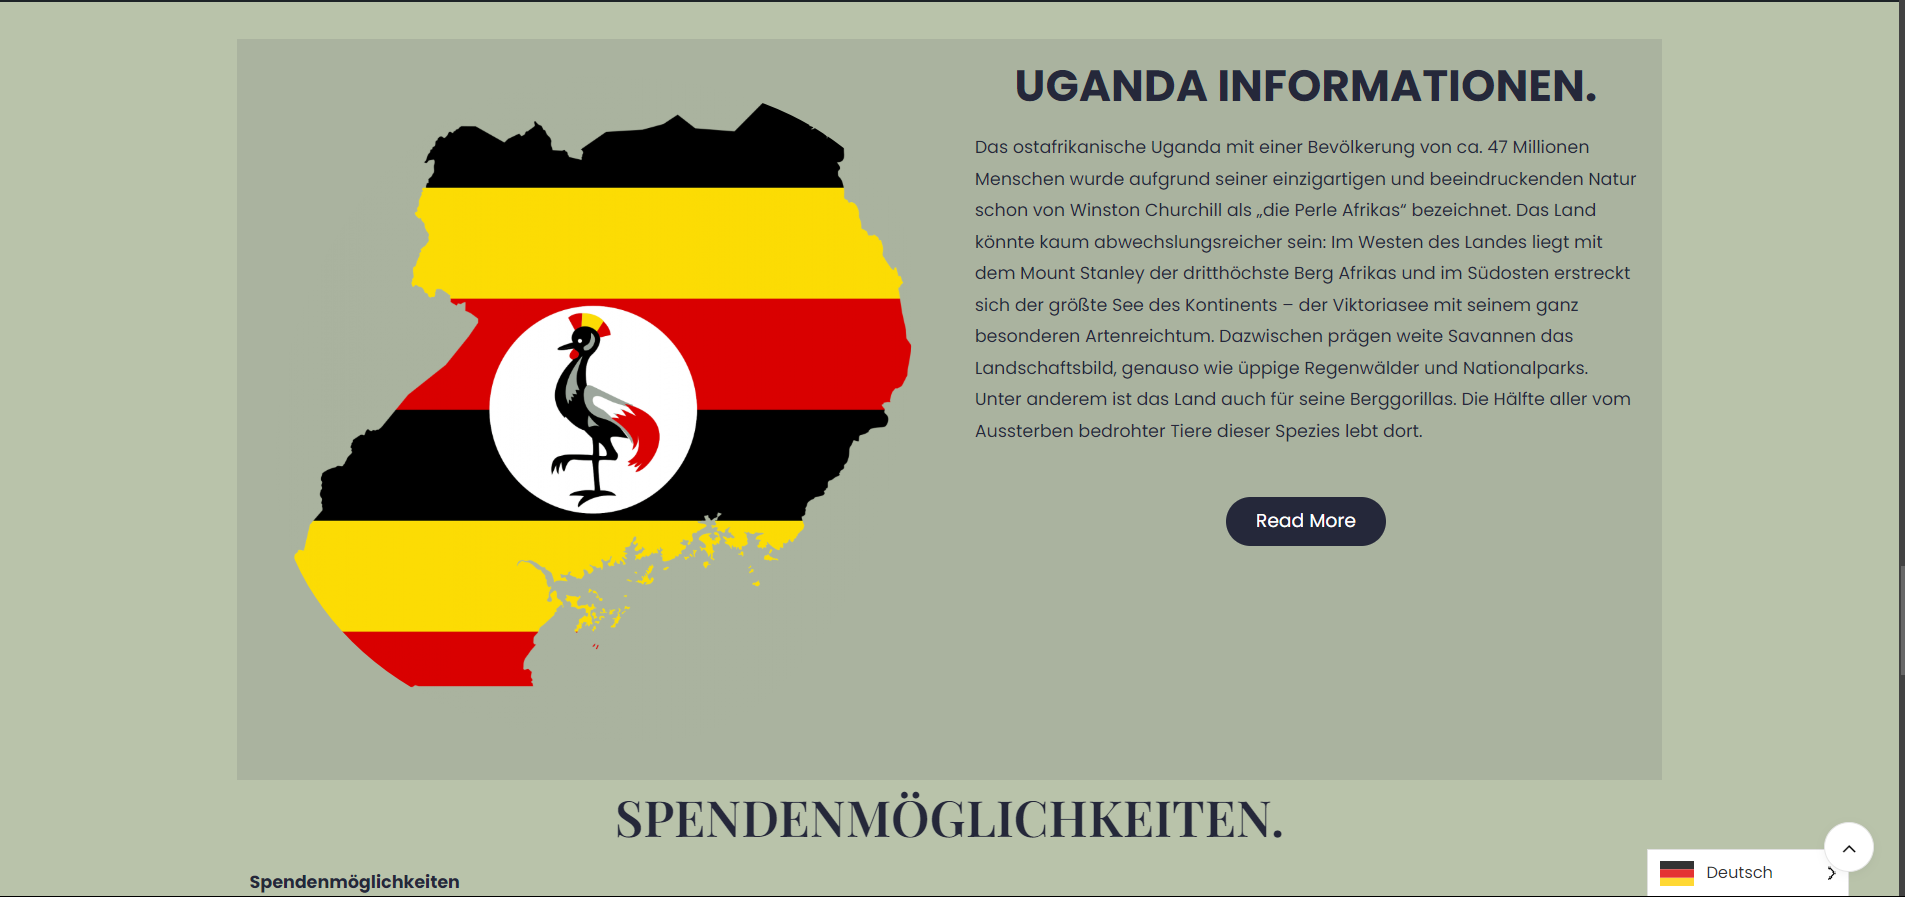 UGANDA INFORMATIONEN.
Das ostafrikanische Uganda mit einer Bevölkerung von ca. 47 Millionen
Menschen wurde aufgrund seiner einzigartigen und beeindruckenden Natur
schon von Winston Churchill als „die Perle Afrikas“ bezeichnet. Das Land
könnte kaum abwechslungsreicher sein: Im Westen des Landes liegt mit
dem Mount Stanley der dritthöchste Berg Afrikas und im Südosten erstreckt
sich der größte See des Kontinents – der Viktoriasee mit seinem ganz
besonderen Artenreichtum. Dazwischen prägen weite Savannen das
Landschaftsbild, genauso wie üppige Regenwälder und Nationalparks.
Unter anderem ist das Land auch für seine Berggorillas. Die Hälfte aller vom
Aussterben bedrohter Tiere dieser Spezies lebt dort.
Read More
SPENDENMÖGLICHKEITEN.
Spendenmöglichkeiten
Deutsch